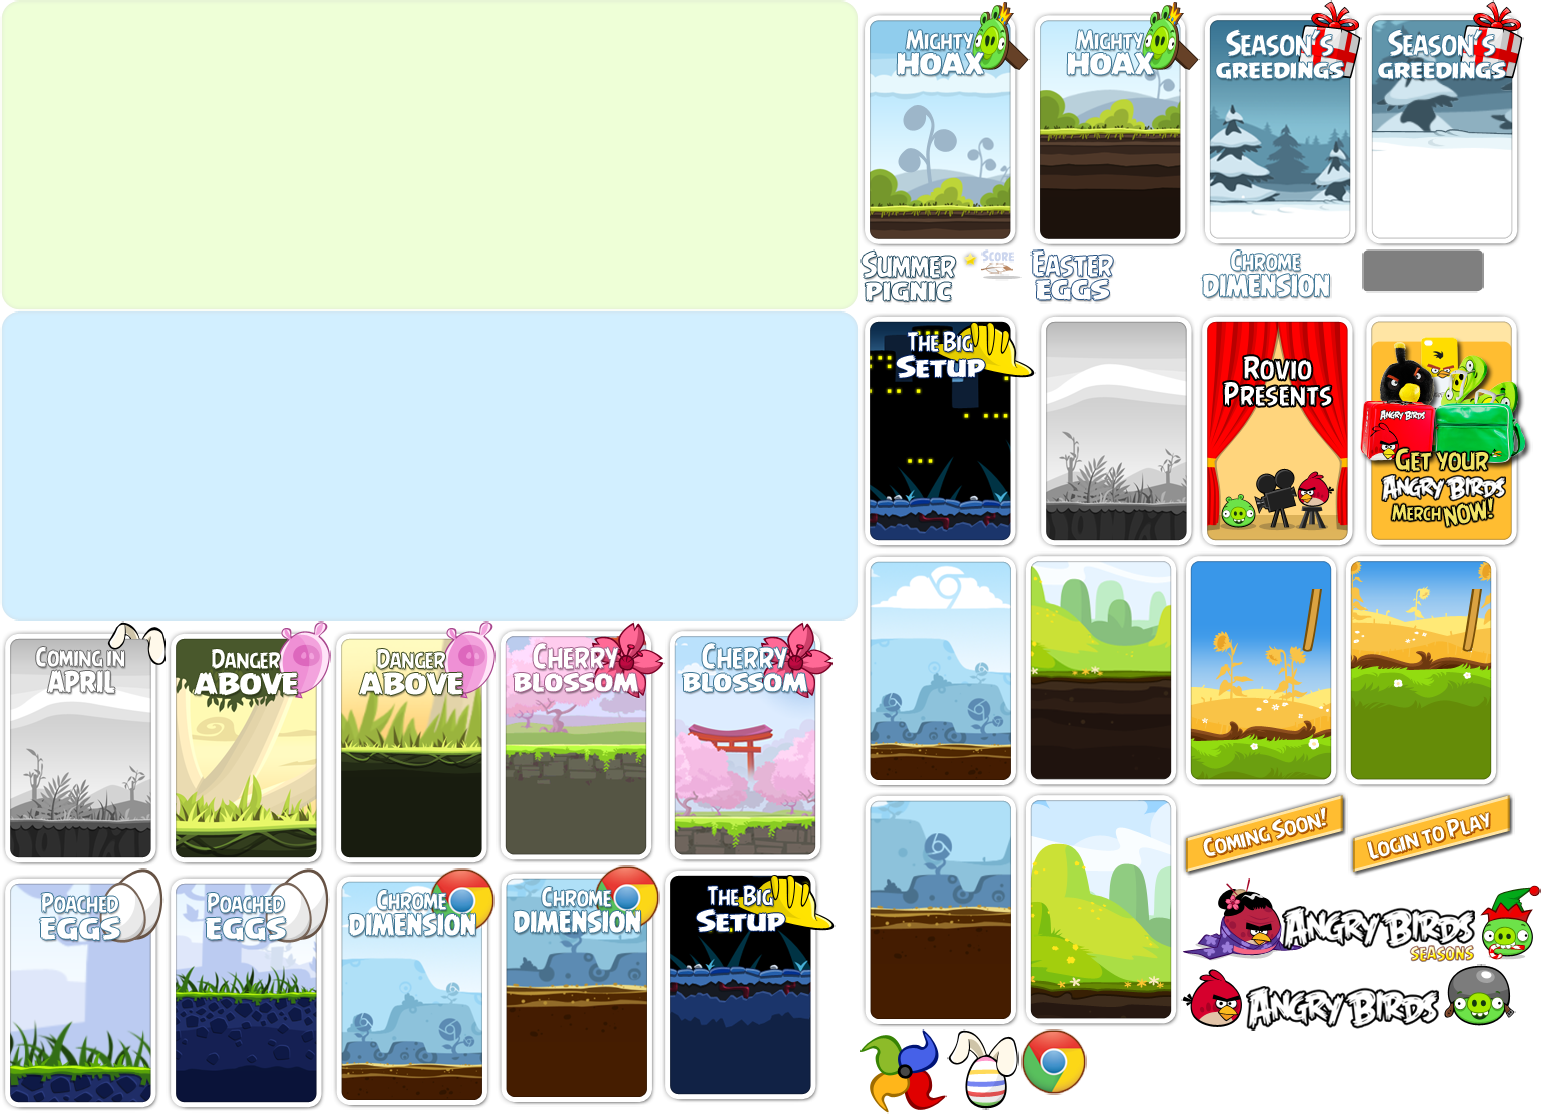 MIGHTY
HOAX
MIGHTY
HOAX
SEASON'S
GREEDINGS
SEASON'S
GREEDINGS
SUMMER
PIGNIC
SCORE
EASTER
EGGS
CHROME
DIMENSION
THE BIG
SETUP
ROVIO
PRESENTS
ANGRY BIRDS
GET YOUR
ANGRY BIRDS
MERCH NOW!
COMING IN
APRIL
DANGER
ABOVE
DANGER
ABOVE
CHERRY
BLOSSOM
CHERRY
BLOSSOM
COMING SOON!
LOGIN TO PLAY
POACHED
EGGS
POACHED
EGGS
CHROME
DIMENSION
CHROME
DIMENSION
THE BIG
SETUP
ANGRY BIRDS
SEASONS
ANGRY BIRDS